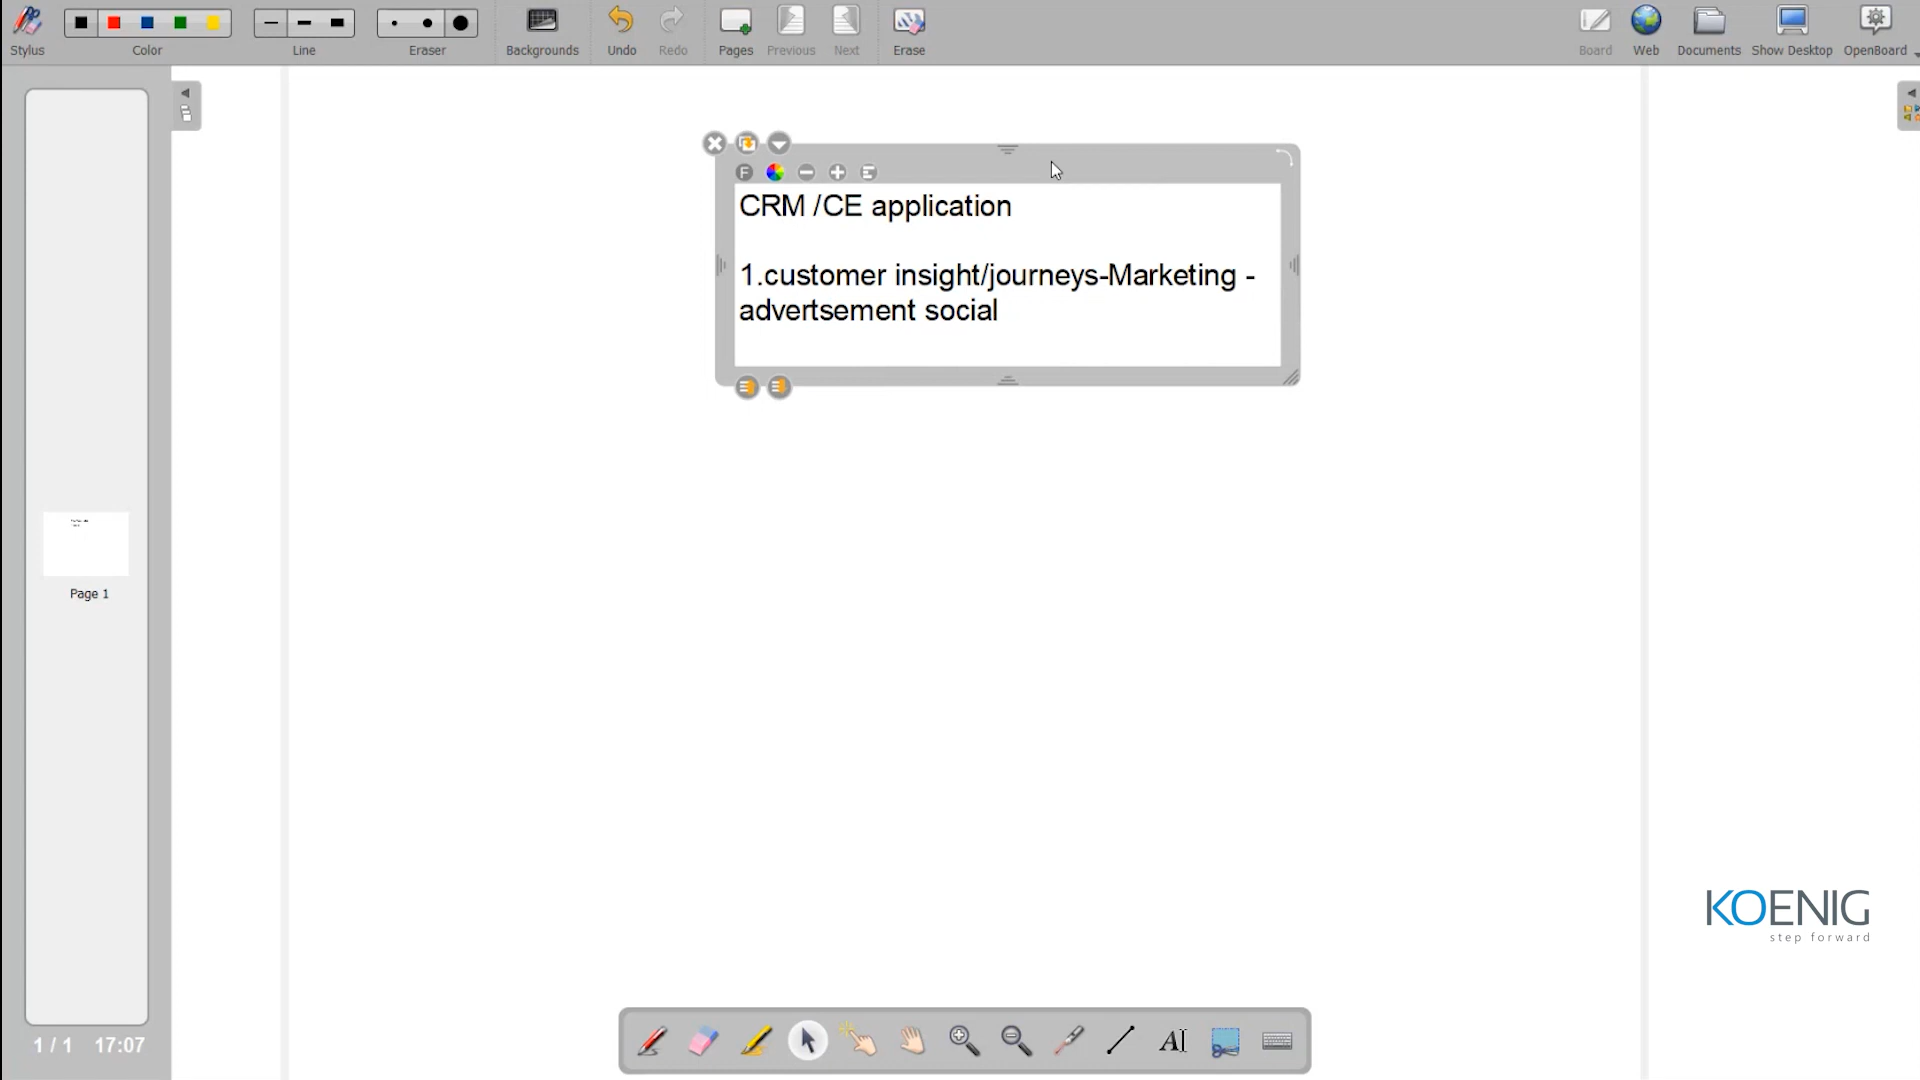 Stylus
Color
Line
Eraser
Backgrounds
Undo
Redo
Pages
Previous
Next
Erase
Board
Web
Documents
Show Desktop
OpenBoard
F
CRM /CE application
1.customer insight/journeys-Marketing -
advertsement social
Page 1
KOENIG
step forward
1 / 1 17:07
AI